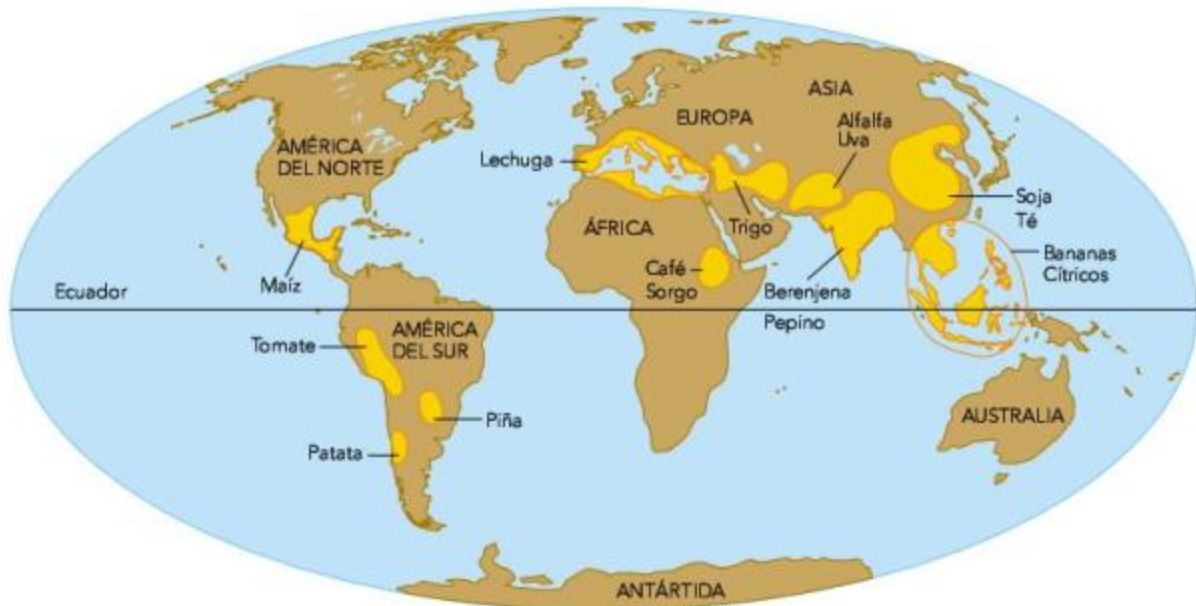 ASIA
EUROPA
Alfalfa
Uva
AMÉRICA
DEL NORTE
Lechuga
Soja
Té
ÁFRICA
Trigo
Bananas
Cítricos
Café
Sorgo
Maíz
Berenjena
Pepino
Ecuador
Tomate
AMÉRICA
DEL SUR
Piña
AUSTRALIA
Patata
ANTÁRTIDA